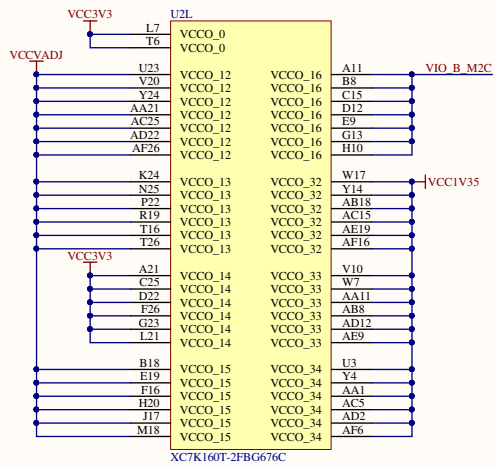 VCC3V3 U2L
L7 VCCO_0
T6 VCCO_0
VCCVADJ
U23 VCCO_12 VCCO_16 A11 VIO_B_M2C
V20 VCCO_12 VCCO_16 B8
Y24 VCCO_12 VCCO_16 C15
AA21 VCCO_12 VCCO_16 D12
AC25 VCCO_12 VCCO_16 E9
AD22 VCCO_12 VCCO_16 G13
AF26 VCCO_12 VCCO_16 H10
K24 VCCO_13 VCCO_32 W17 VCC1V35
N25 VCCO_13 VCCO_32 Y14
P22 VCCO_13 VCCO_32 AB18
R19 VCCO_13 VCCO_32 AC15
T16 VCCO_13 VCCO_32 AE19
T26 VCCO_13 VCCO_32 AF16
VCC3V3
A21 VCCO_14 VCCO_33 V10
C25 VCCO_14 VCCO_33 W7
D22 VCCO_14 VCCO_33 AA11
F26 VCCO_14 VCCO_33 AB8
G23 VCCO_14 VCCO_33 AD12
L21 VCCO_14 VCCO_33 AE9
B18 VCCO_15 VCCO_34 U3
E19 VCCO_15 VCCO_34 Y4
F16 VCCO_15 VCCO_34 AA1
H20 VCCO_15 VCCO_34 AC5
J17 VCCO_15 VCCO_34 AD2
M18 VCCO_15 VCCO_34 AF6
XC7K160T-2FBG676C